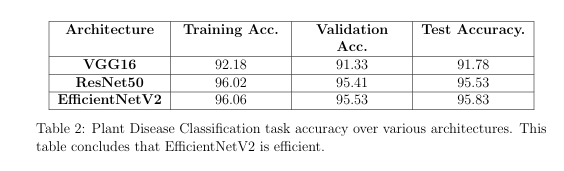 Architecture Training Acc. Validation Acc. Test Accuracy.
VGG16 92.18 91.33 91.78
ResNet50 96.02 95.41 95.53
EfficientNetV2 96.06 95.53 95.83
Table 2: Plant Disease Classification task accuracy over various architectures. This
table concludes that EfficientNetV2 is efficient.